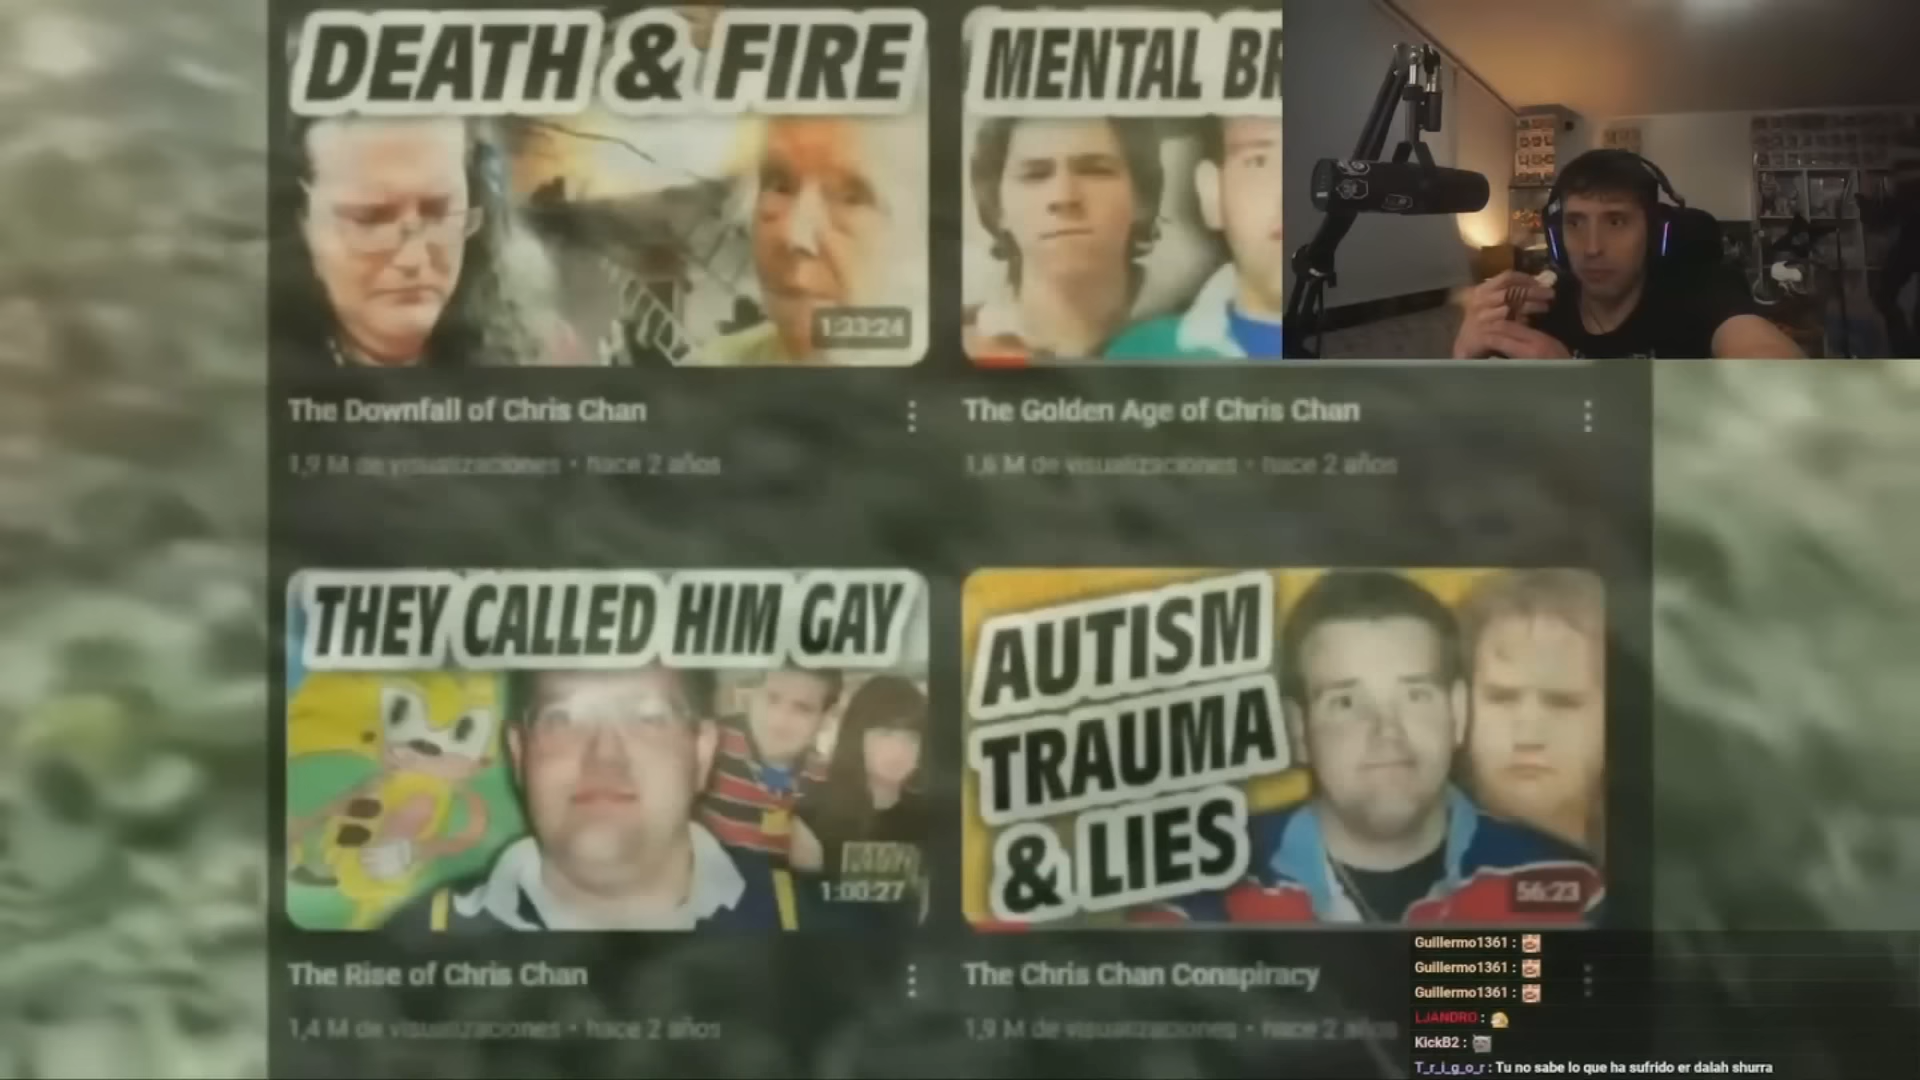 DEATH & FIRE
MENTAL BR
1:33:24
The Downfall of Chris Chan
The Golden Age of Chris Chan
1,9 M de visualizaciones • hace 2 años
1,6 M de visualizaciones • hace 2 años
THEY CALLED HIM GAY
AUTISM
TRAUMA
& LIES
1:00:27
56:23
The Rise of Chris Chan
The Chris Chan Conspiracy
1,4 M de visualizaciones • hace 2 años
1,9 M de visualizaciones • hace 2 años
Guillermo1361 :
Guillermo1361 :
Guillermo1361 :
LJANDRO :
KickB2 :
T_r_i_g_o_r : Tu no sabe lo que ha sufrido er dalah shurra